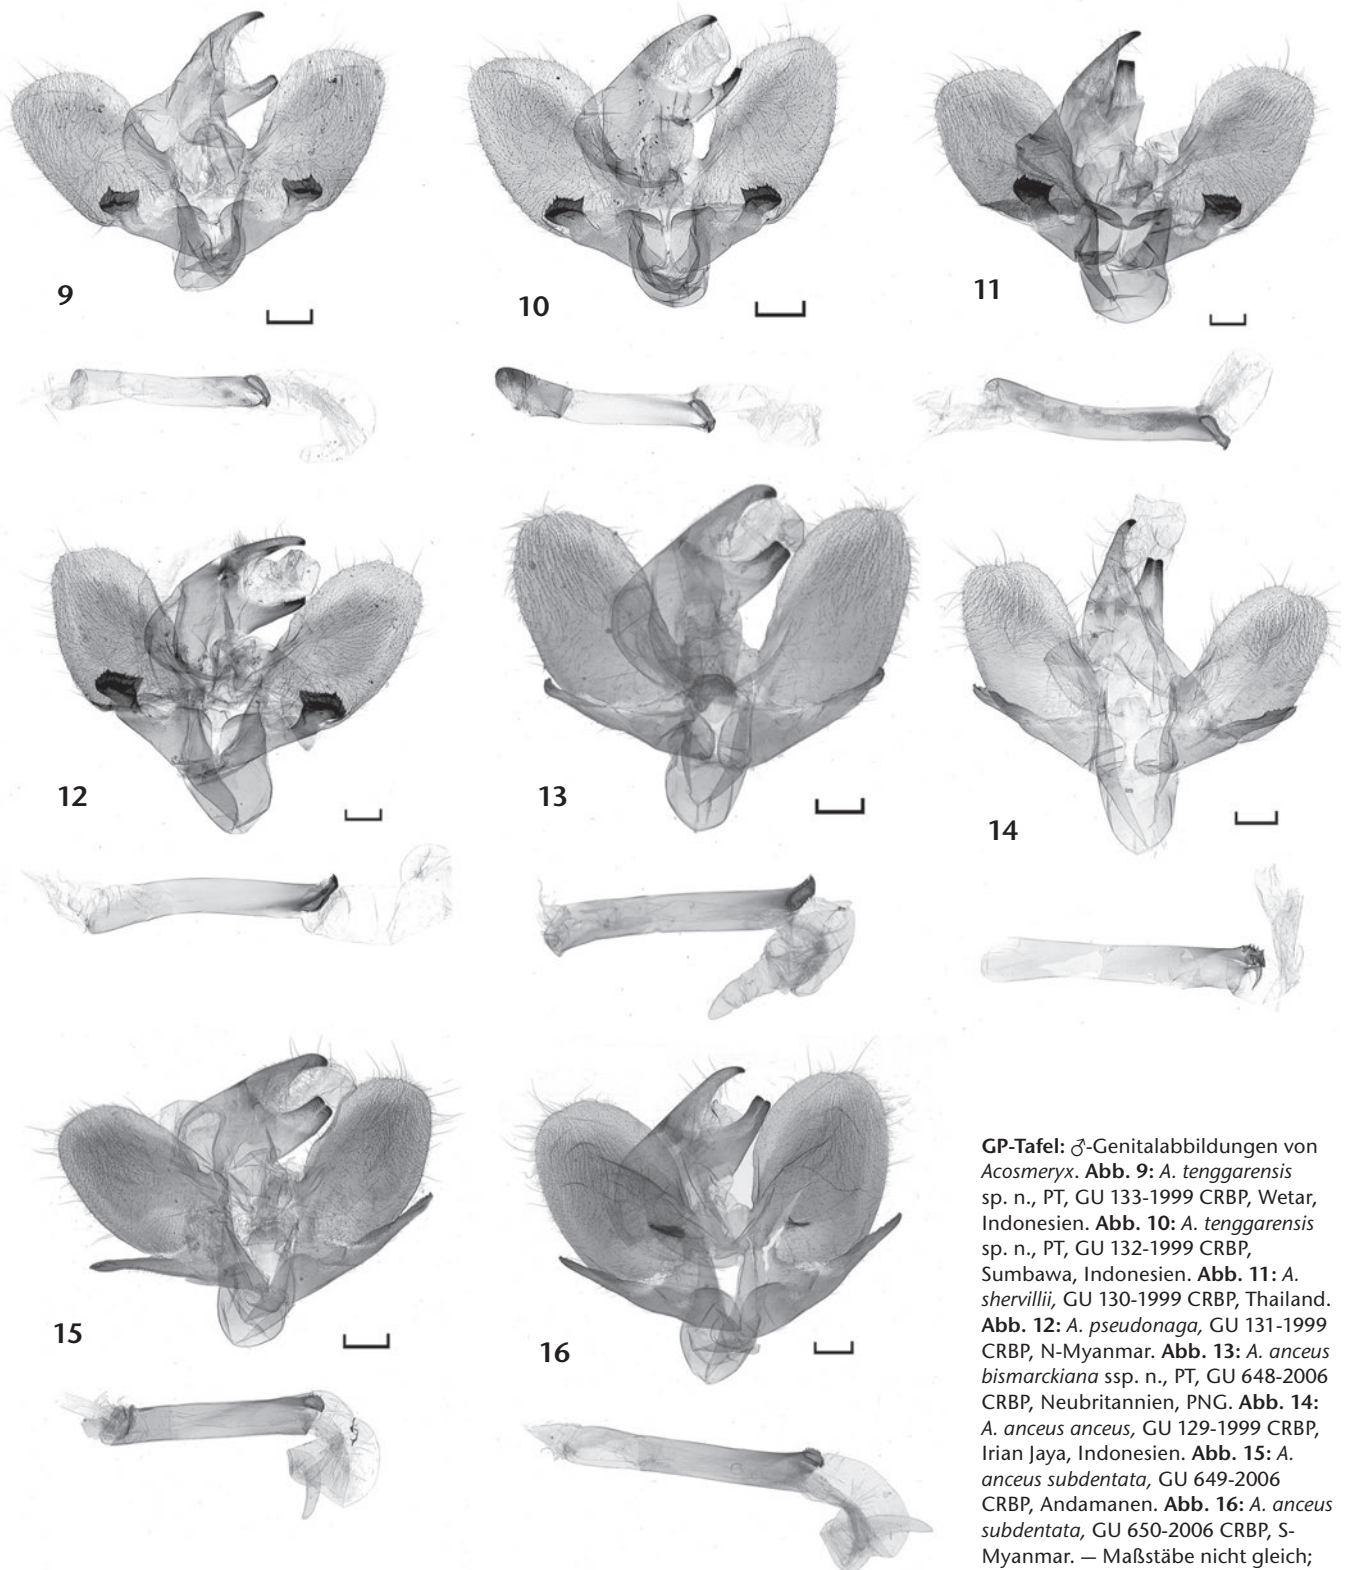 9
10
11
12
13
14
15
16
GP-Tafel: ♂-Genitalabbildungen von
Acosmeryx. Abb. 9: A. tenggarensis
sp. n., PT, GU 133-1999 CRBP, Wetar,
Indonesien. Abb. 10: A. tenggarensis
sp. n., PT, GU 132-1999 CRBP,
Sumbawa, Indonesien. Abb. 11: A.
shervillii, GU 130-1999 CRBP, Thailand.
Abb. 12: A. pseudonaga, GU 131-1999
CRBP, N-Myanmar. Abb. 13: A. anceus
bismarckiana ssp. n., PT, GU 648-2006
CRBP, Neubritannien, PNG. Abb. 14:
A. anceus anceus, GU 129-1999 CRBP,
Irian Jaya, Indonesien. Abb. 15: A.
anceus subdentata, GU 649-2006
CRBP, Andamanen. Abb. 16: A. anceus
subdentata, GU 650-2006 CRBP, S-
Myanmar. — Maßstäbe nicht gleich;